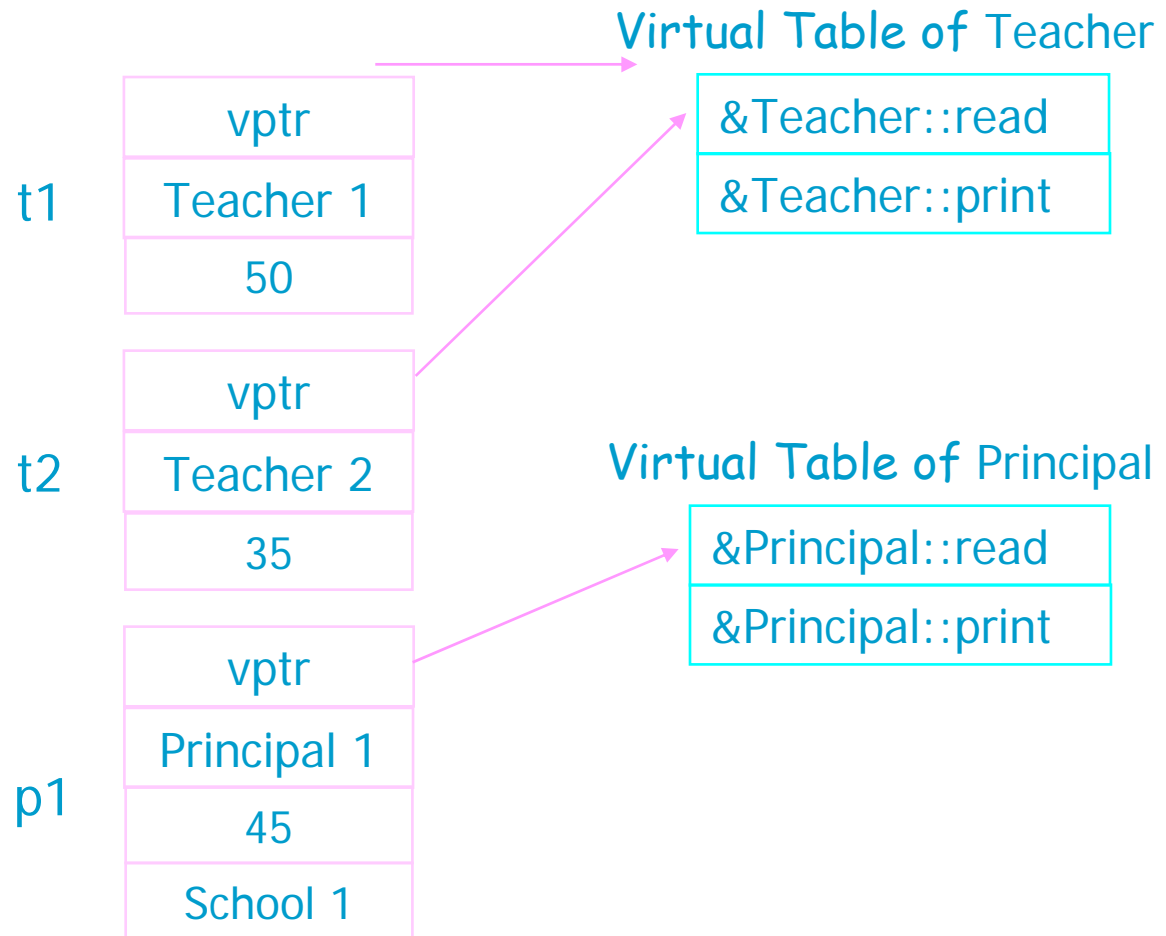 Virtual Table of Teacher
t1
vptr
Teacher 1
50
&Teacher::read
&Teacher::print
t2
vptr
Teacher 2
35
Virtual Table of Principal
&Principal::read
&Principal::print
p1
vptr
Principal 1
45
School 1